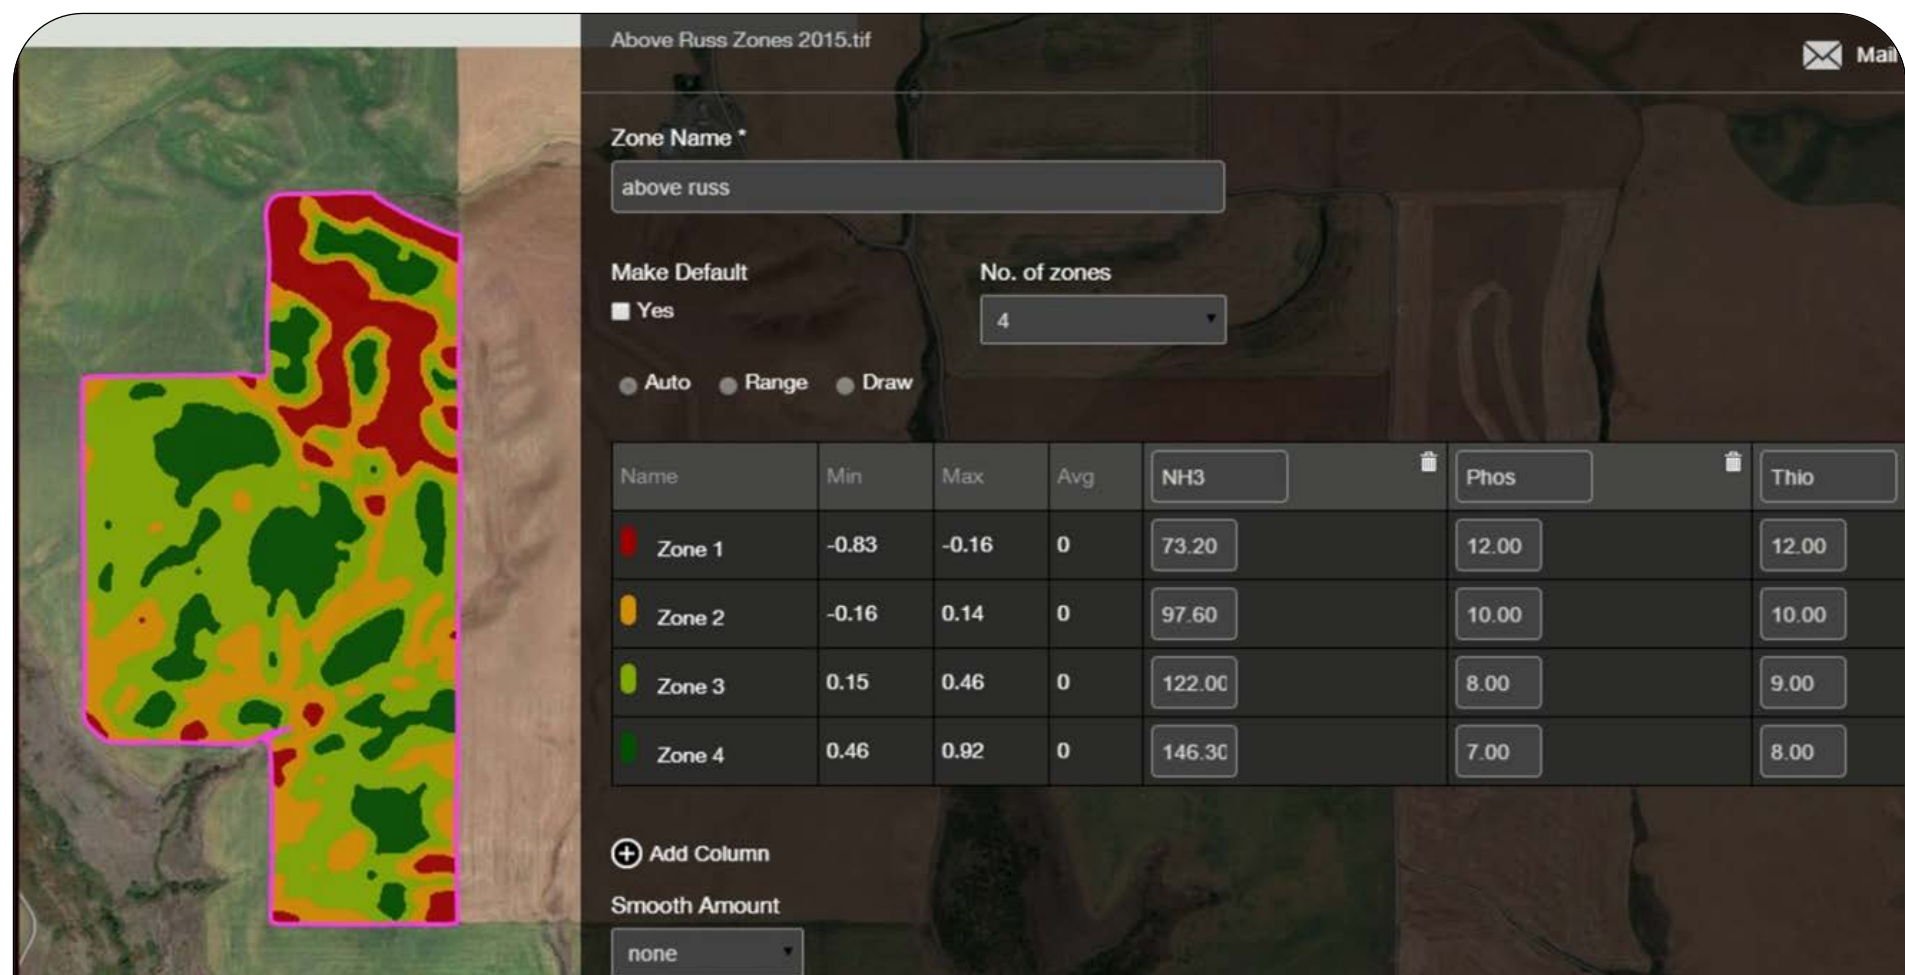 Above Russ Zones 2015.tif
Mail
Zone Name *
above russ
Make Default
No. of zones
Yes
4
Auto Range Draw
Name Min Max Avg NH3 Phos Thio
Zone 1 -0.83 -0.16 0 73.20 12.00 12.00
Zone 2 -0.16 0.14 0 97.60 10.00 10.00
Zone 3 0.15 0.46 0 122.00 8.00 9.00
Zone 4 0.46 0.92 0 146.30 7.00 8.00
Add Column
Smooth Amount
none